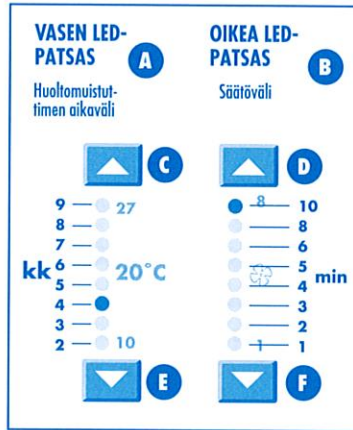 VASEN LED-
PATSAS
A
Huoltomuistut-
timen aikaväli
OIKEA LED-
PATSAS
B
Säätöväli
C
D
9 27
8
7
kk 6 20°C
5
4
3
2 10
8 10
8
6
5 min
4
3
2
1 1
E
F